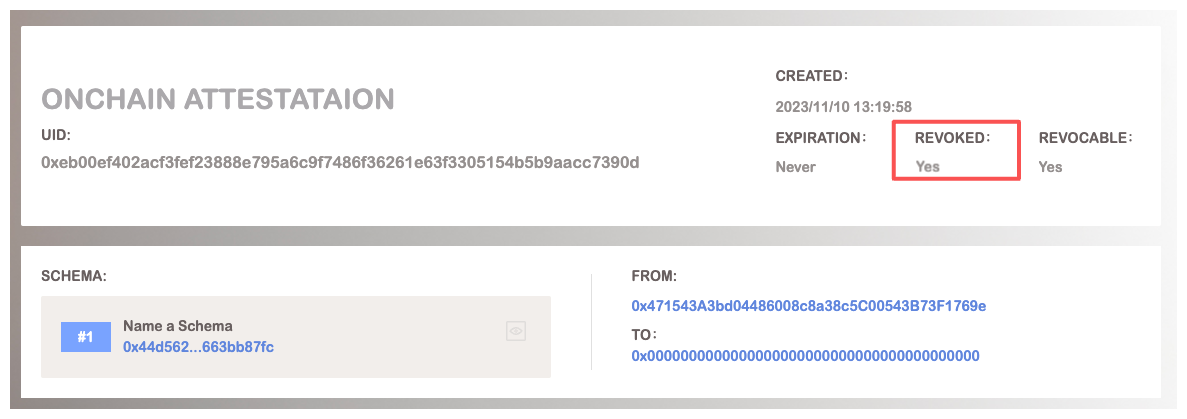 ONCHAIN ATTESTATAION
UID:
0xeb00ef402acf3fef23888e795a6c9f7486f36261e63f3305154b5b9aacc7390d
CREATED:
2023/11/10 13:19:58
EXPIRATION: REVOKED: REVOCABLE:
Never Yes Yes
SCHEMA:
#1
Name a Schema
0x44d562...663bb87fc
FROM:
0x471543A3bd04486008c8a38c5C00543B73F1769e
TO:
0x0000000000000000000000000000000000000000